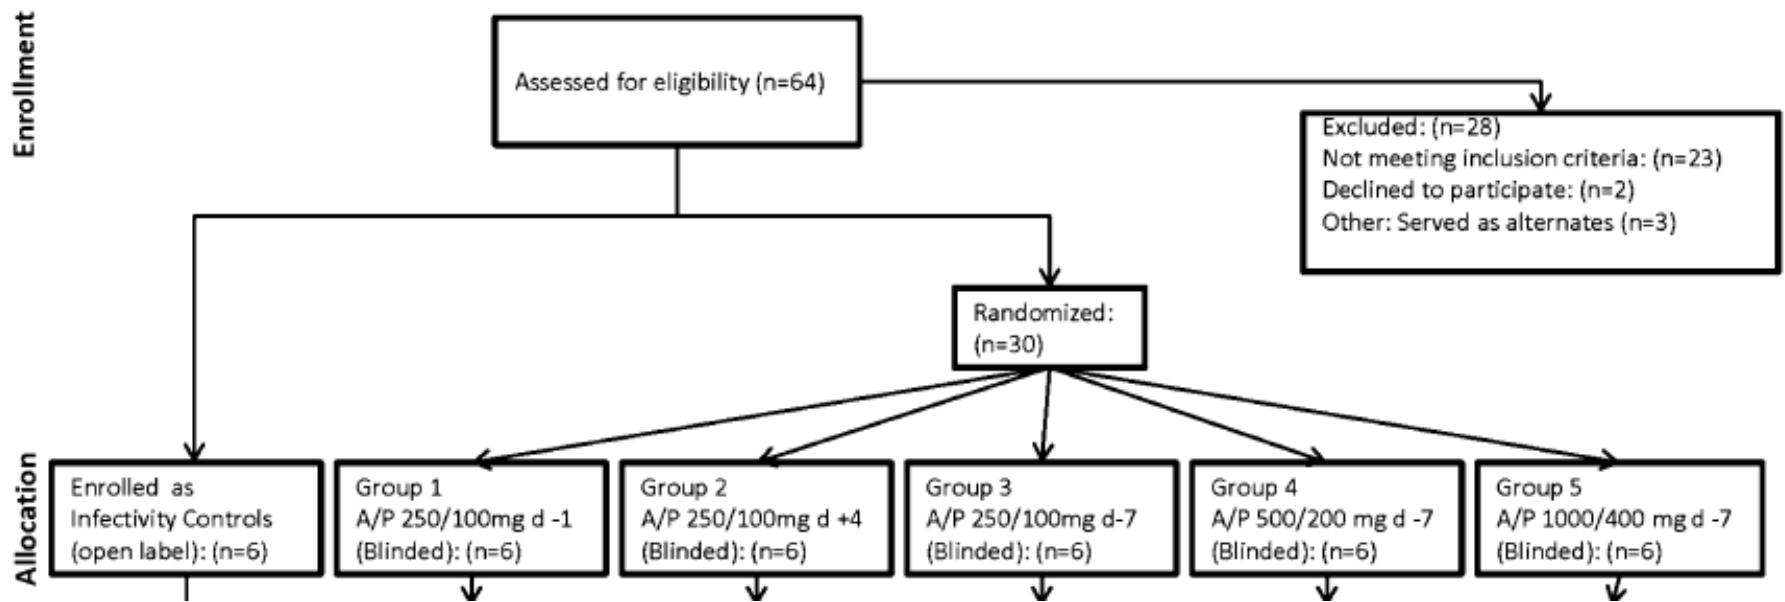 Enrollment
Assessed for eligibility (n=64)
Excluded: (n=28)
Not meeting inclusion criteria: (n=23)
Declined to participate: (n=2)
Other: Served as alternates (n=3)
Randomized:
(n=30)
Allocation
Enrolled as
Infectivity Controls
(open label): (n=6)
Group 1
A/P 250/100mg d -1
(Blinded): (n=6)
Group 2
A/P 250/100mg d +4
(Blinded): (n=6)
Group 3
A/P 250/100mg d-7
(Blinded): (n=6)
Group 4
A/P 500/200 mg d -7
(Blinded): (n=6)
Group 5
A/P 1000/400 mg d -7
(Blinded): (n=6)